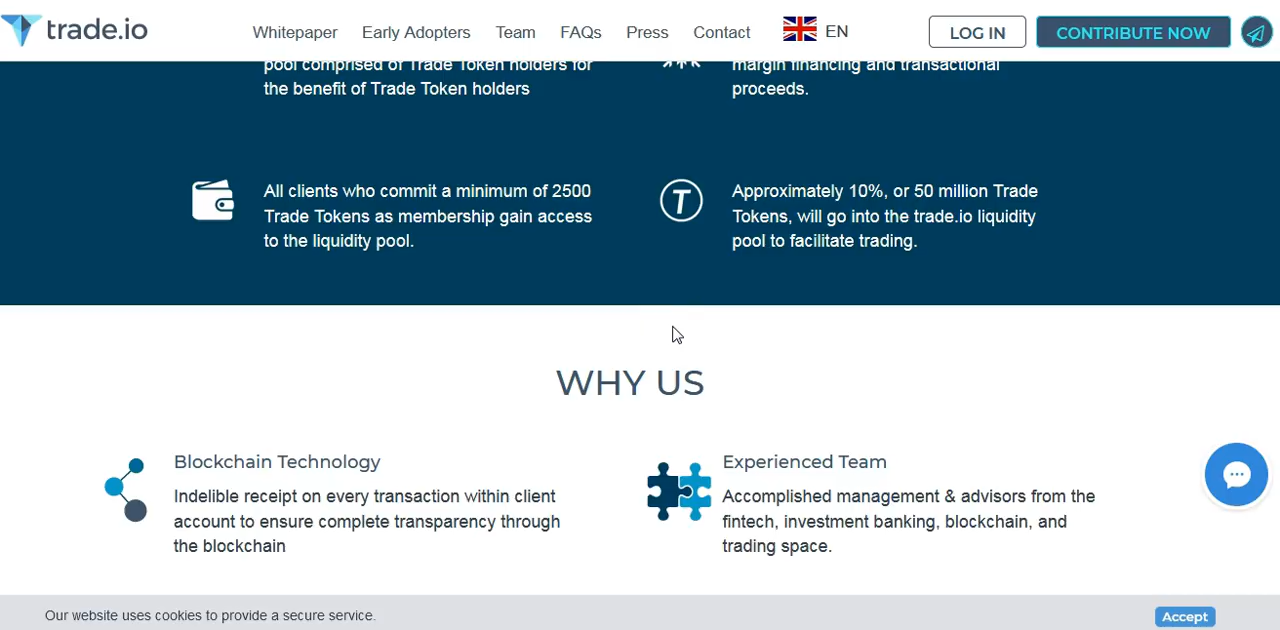 trade.io
Whitepaper Early Adopters Team FAQs Press Contact EN LOG IN CONTRIBUTE NOW
pool comprised of Trade Token holders for
the benefit of Trade Token holders
margin financing and transactional
proceeds.
All clients who commit a minimum of 2500
Trade Tokens as membership gain access
to the liquidity pool.
T
Approximately 10%, or 50 million Trade
Tokens, will go into the trade.io liquidity
pool to facilitate trading.
WHY US
Blockchain Technology
Indelible receipt on every transaction within client
account to ensure complete transparency through
the blockchain
Experienced Team
Accomplished management & advisors from the
fintech, investment banking, blockchain, and
trading space.
Our website uses cookies to provide a secure service.
Accept